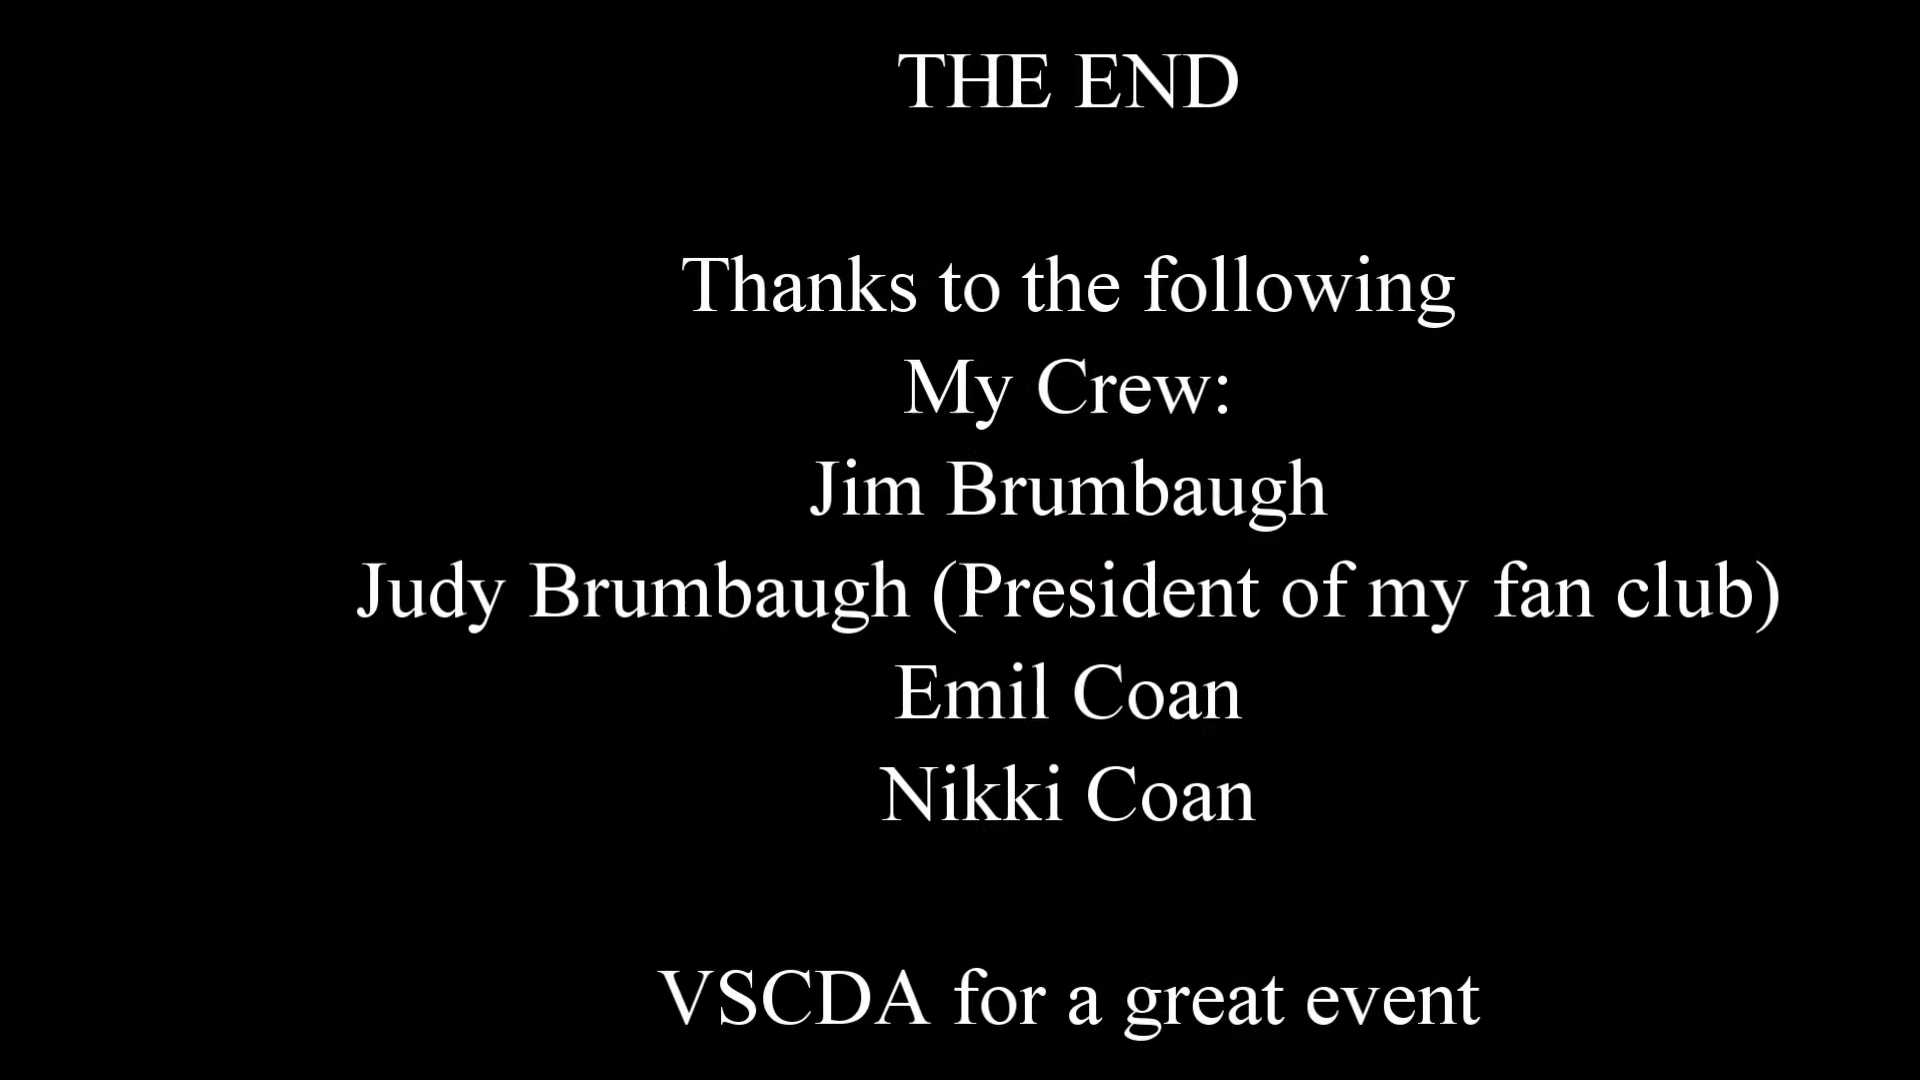 THE END
Thanks to the following
My Crew:
Jim Brumbaugh
Judy Brumbaugh (President of my fan club)
Emil Coan
Nikki Coan
VSCDA for a great event